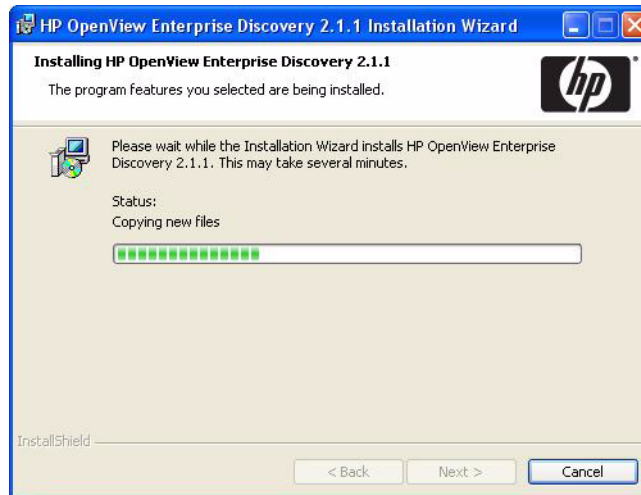 HP OpenView Enterprise Discovery 2.1.1 Installation Wizard
Installing HP OpenView Enterprise Discovery 2.1.1
The program features you selected are being installed.
hp
Please wait while the Installation Wizard installs HP OpenView Enterprise
Discovery 2.1.1. This may take several minutes.
Status:
Copying new files
InstallShield
< Back
Next >
Cancel